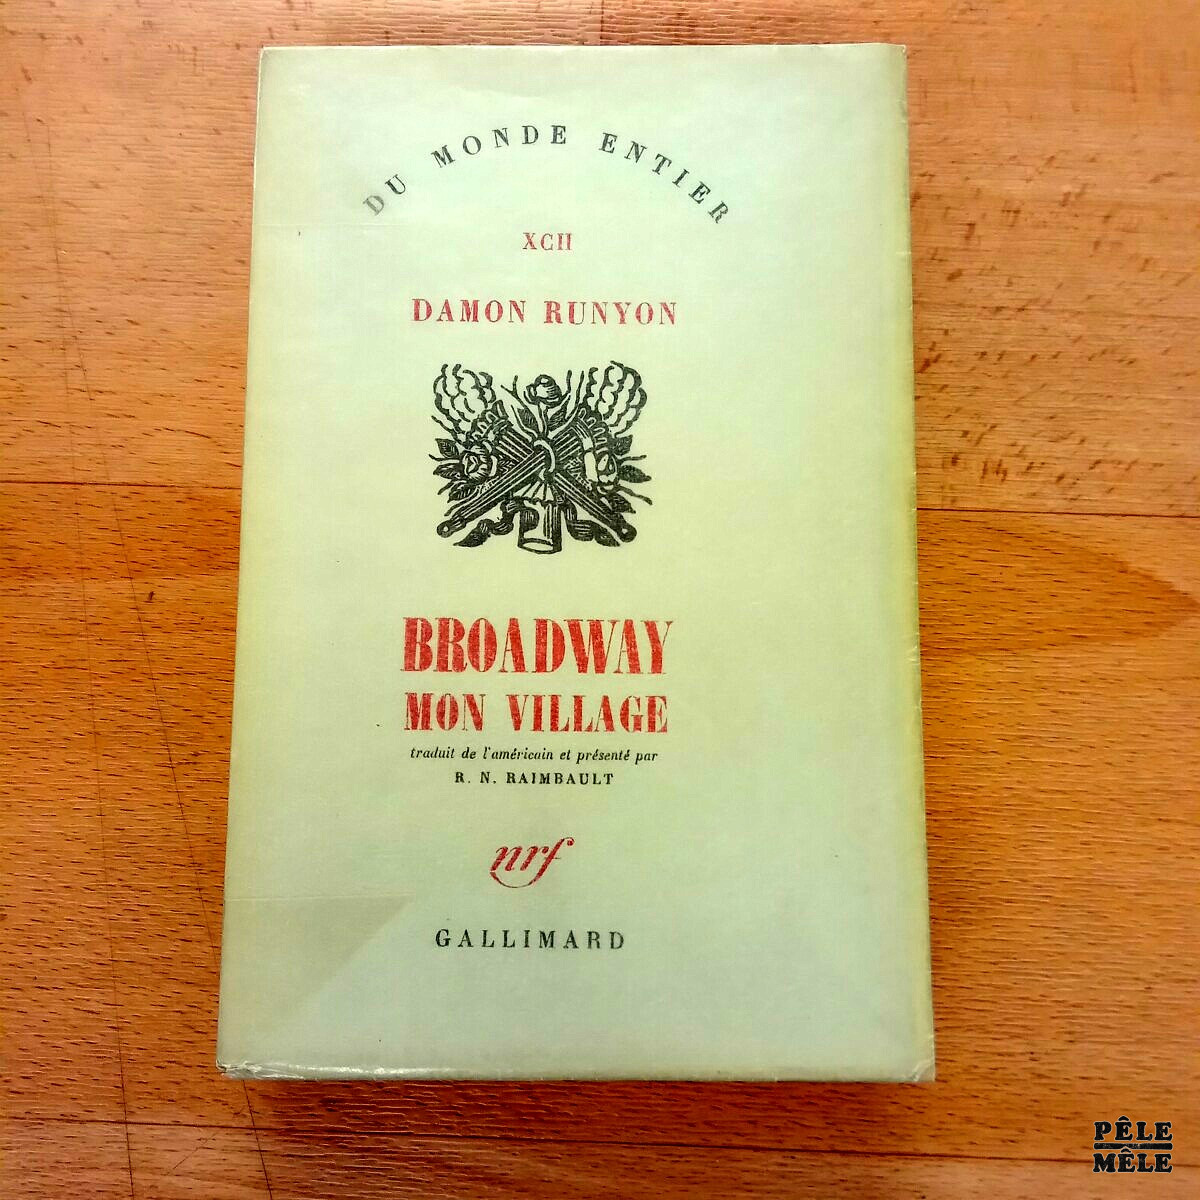 DU MONDE ENTIER
XCII
DAMON RUNYON
BROADWAY
MON VILLAGE
traduit de l'américain et présenté par
R. N. RAIMBAULT
nrf
GALLIMARD
PÊLE
MÊLE